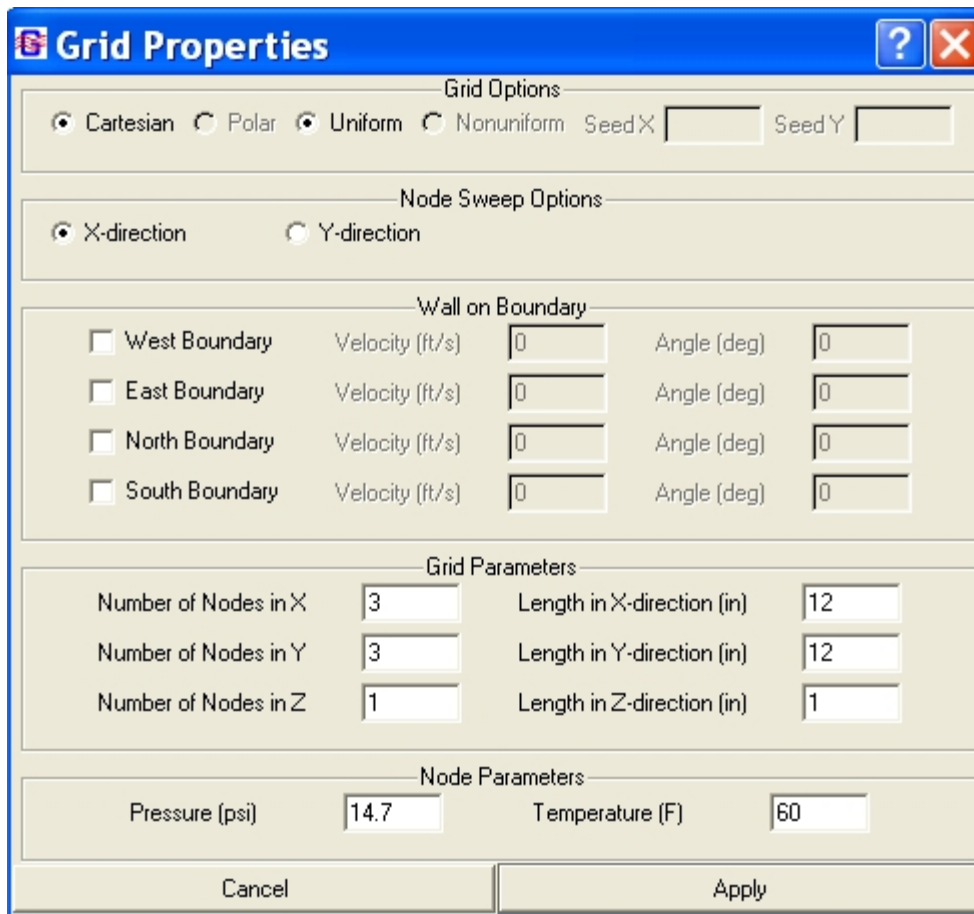 Grid Properties
Grid Options
Cartesian Polar Uniform Nonuniform Seed X Seed Y
Node Sweep Options
X-direction Y-direction
Wall on Boundary
West Boundary Velocity (ft/s) 0 Angle (deg) 0
East Boundary Velocity (ft/s) 0 Angle (deg) 0
North Boundary Velocity (ft/s) 0 Angle (deg) 0
South Boundary Velocity (ft/s) 0 Angle (deg) 0
Grid Parameters
Number of Nodes in X 3 Length in X-direction (in) 12
Number of Nodes in Y 3 Length in Y-direction (in) 12
Number of Nodes in Z 1 Length in Z-direction (in) 1
Node Parameters
Pressure (psi) 14.7 Temperature (F) 60
Cancel Apply